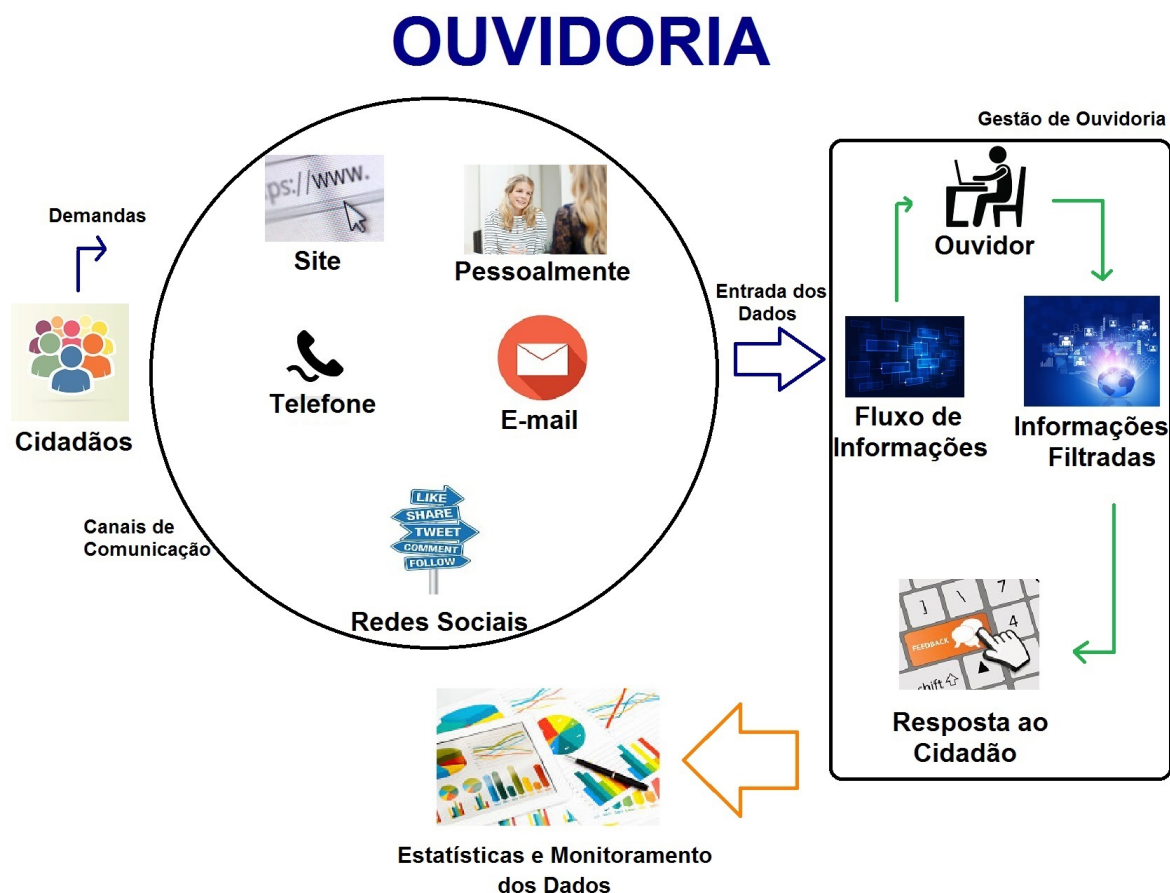 OUVIDORIA
Gestão de Ouvidoria
Demandas
ps://www.
Site
Pessoalmente
Ouvidor
Entrada dos
Dados
Cidadãos
Telefone
E-mail
Fluxo de
Informações
Informações
Filtradas
Canais de
Comunicação
LIKE
SHARE
TWEET
COMMENT
FOLLOW
Redes Sociais
] \ 7
4
FEEDBACK
shift
Resposta ao
Cidadão
Estatísticas e Monitoramento
dos Dados